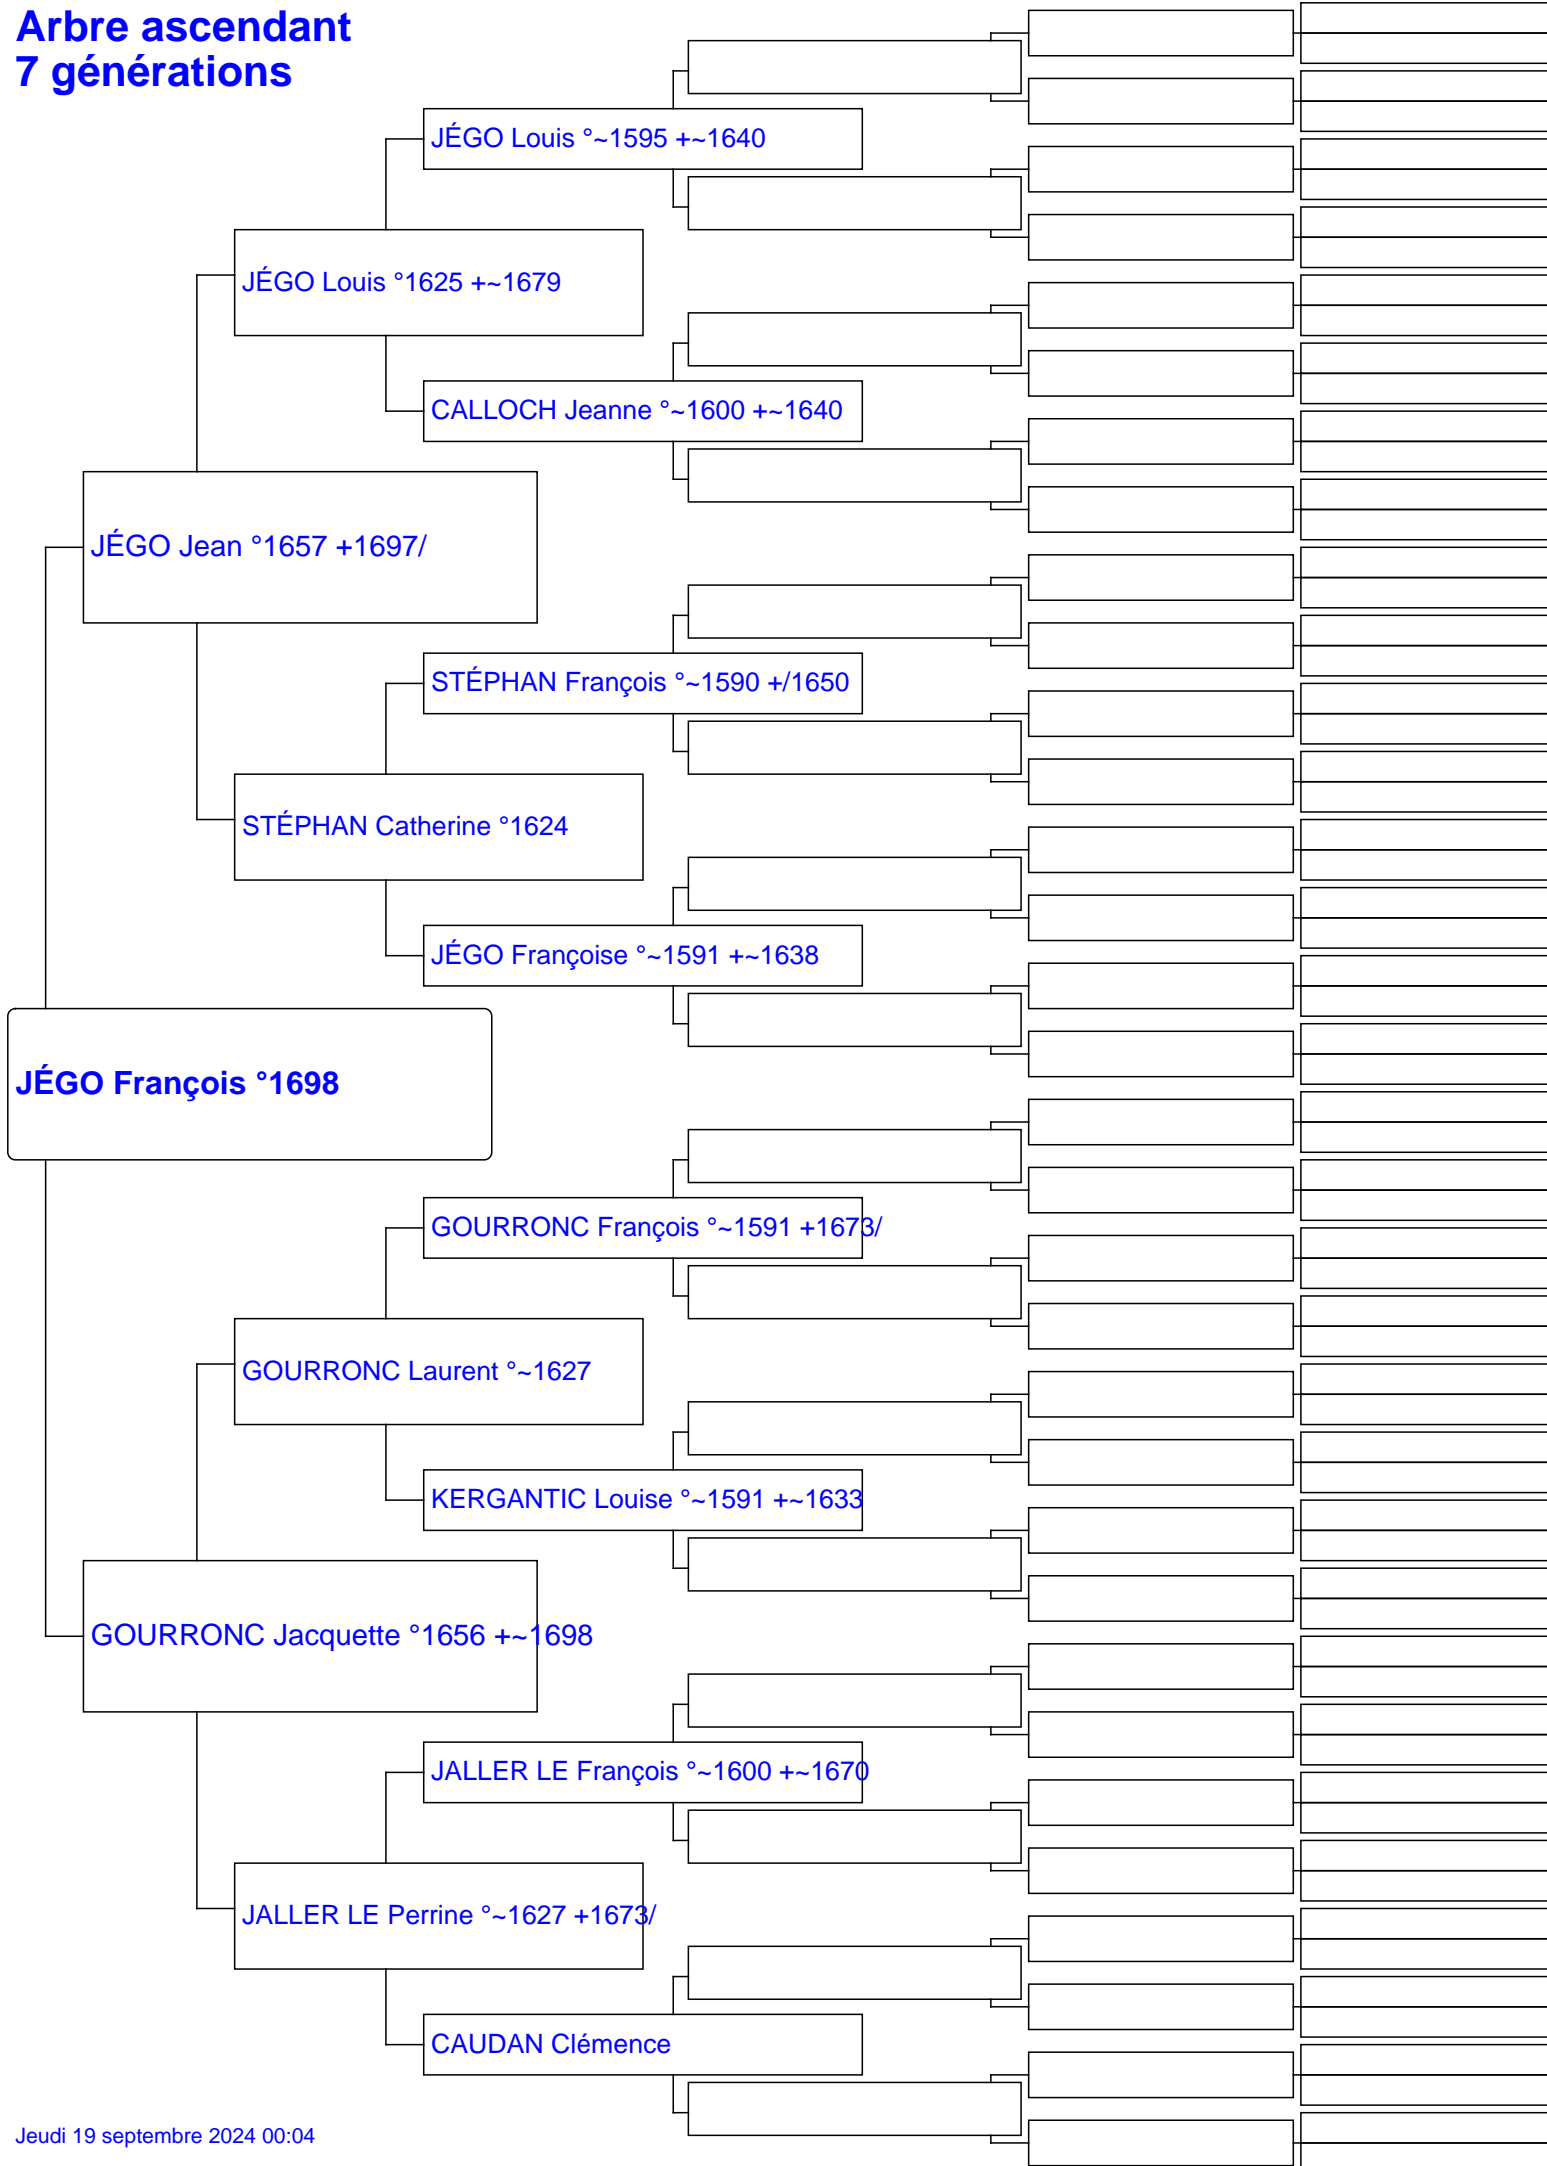 Arbre ascendant
7 générations
JÉGO Louis °~1595 +~1640
JÉGO Louis °1625 +~1679
CALLOCH Jeanne °~1600 +~1640
JÉGO Jean °1657 +1697/
STÉPHAN François °~1590 +/1650
STÉPHAN Catherine °1624
JÉGO Françoise °~1591 +~1638
JÉGO François °1698
GOURRONC François °~1591 +1673/
GOURRONC Laurent °~1627
KERGANTIC Louise °~1591 +~1633
GOURRONC Jacquette °1656 +~1698
JALLER LE François °~1600 +~1670
JALLER LE Perrine °~1627 +1673/
CAUDAN Clémence
Jeudi 19 septembre 2024 00:04